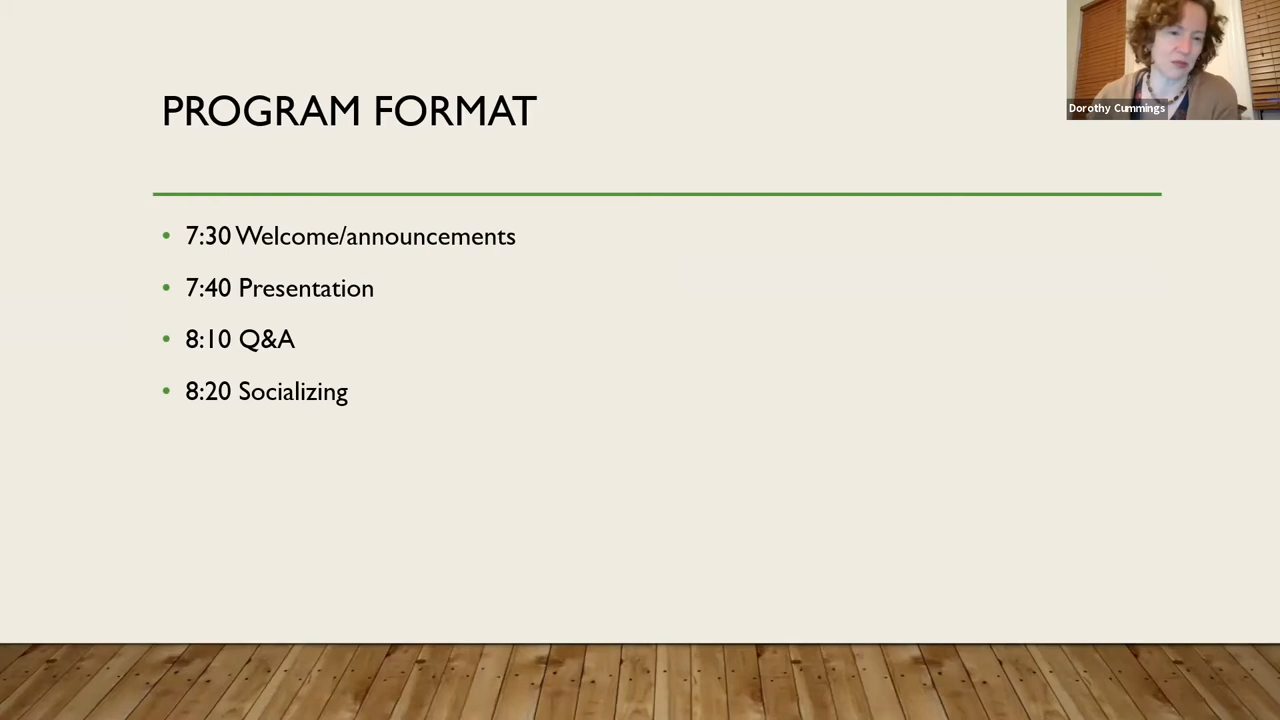 PROGRAM FORMAT
Dorothy Cummings
• 7:30 Welcome/announcements
• 7:40 Presentation
• 8:10 Q&A
• 8:20 Socializing